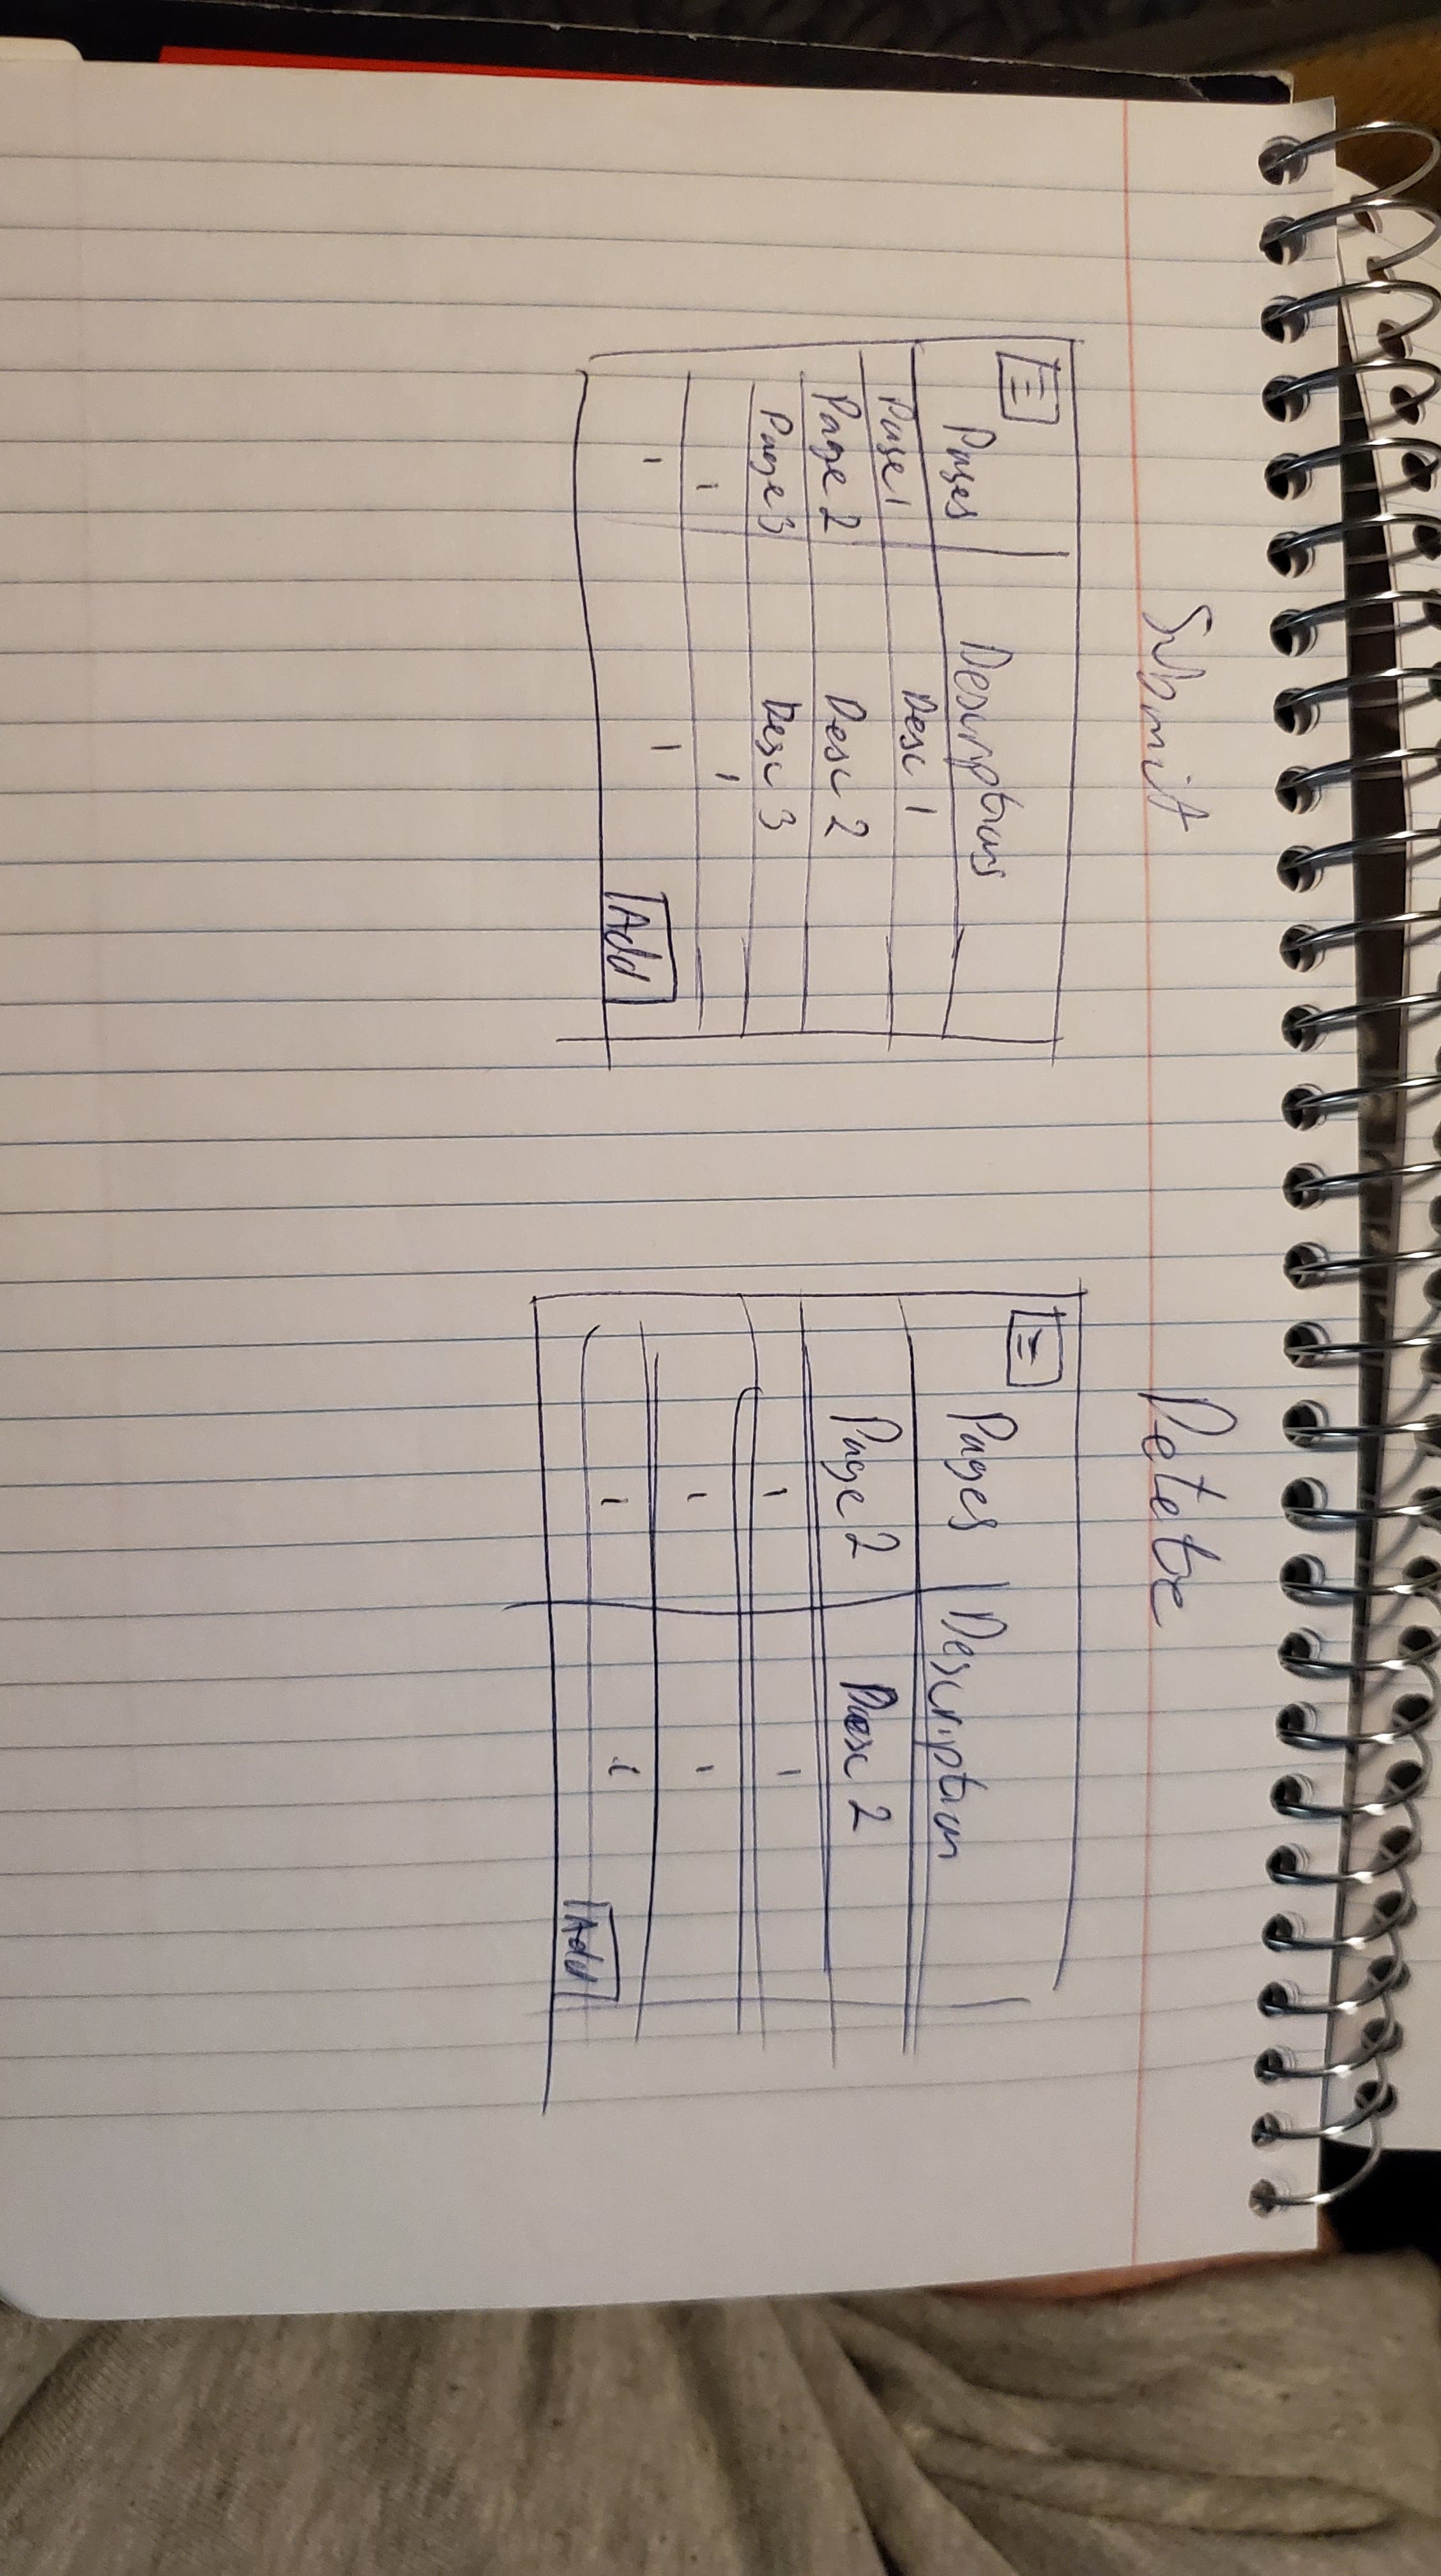 Submit
Pages Descriptions
Page 1 Desc 1
Page 2 Desc 2
Page 3 Desc 3
Add
Delete
Pages Description
Page 2 Desc 2
Add